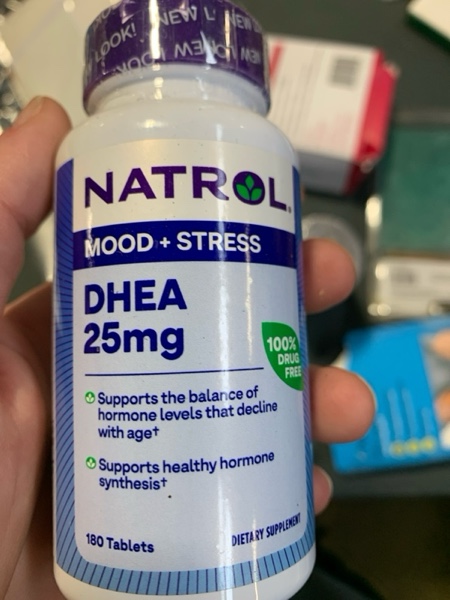 NEW LOOK!
NATROL.
MOOD + STRESS
DHEA
25mg
100%
DRUG
FREE
Supports the balance of
hormone levels that decline
with age†
Supports healthy hormone
synthesis†
180 Tablets
DIETARY SUPPLEMENT